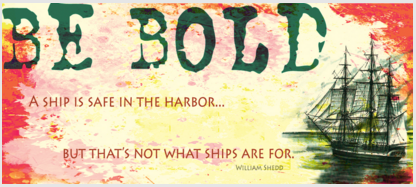 BE BOLD
A SHIP IS SAFE IN THE HARBOR...
BUT THAT'S NOT WHAT SHIPS ARE FOR.
WILLIAM SHEDD